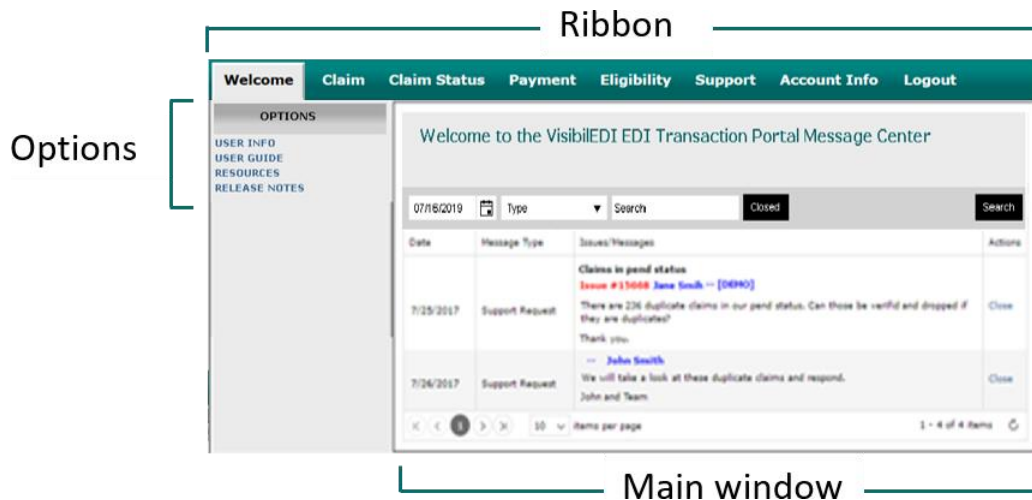 Ribbon
Welcome Claim Claim Status Payment Eligibility Support Account Info Logout
Options
OPTIONS
USER INFO
USER GUIDE
RESOURCES
RELEASE NOTES
Welcome to the VisibilEDI EDI Transaction Portal Message Center
07/16/2019 Type Search Closed Search
Date Message Type Issues/Messages Actions
Claims in pend status
Issue #15068 Jane Smih -- [DEMO]
7/25/2017 Support Request There are 236 duplicate claims in our pend status. Can those be verifid and dropped if Close
they are duplicates?
Thank you.
-- John Smith
7/26/2017 Support Request We will take a look at these duplicate claims and respond. Close
John and Team
1 10 items per page 1 - 4 of 4 items
Main window